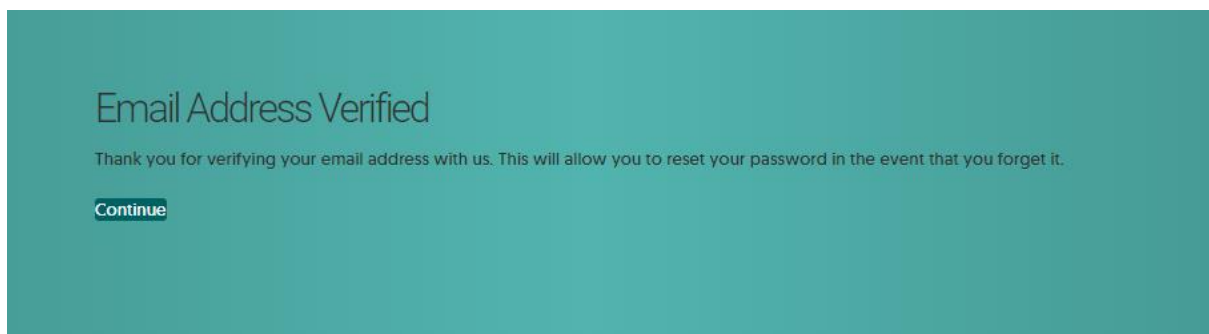 Email Address Verified
Thank you for verifying your email address with us. This will allow you to reset your password in the event that you forget it.
Continue